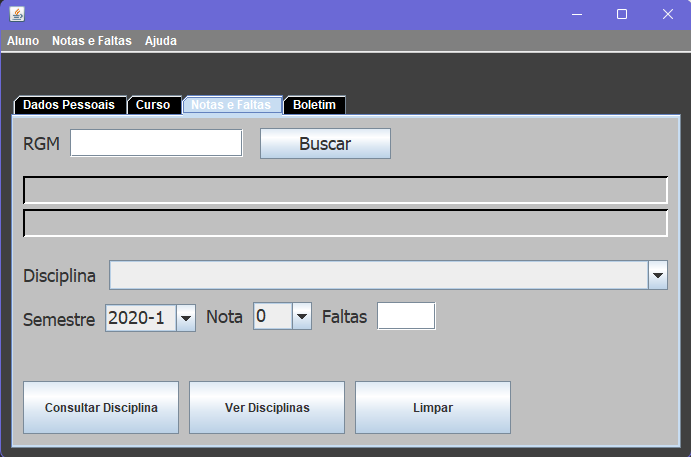 Aluno Notas e Faltas Ajuda
Dados Pessoais Curso Notas e Faltas Boletim
RGM Buscar
Disciplina
Semestre 2020-1 Nota 0 Faltas
Consultar Disciplina Ver Disciplinas Limpar